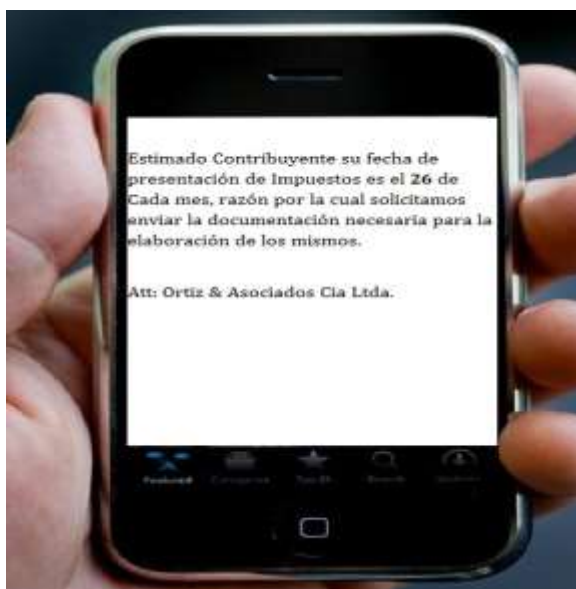 Estimado Contribuyente su fecha de
presentación de Impuestos es el 26 de
Cada mes, razón por la cual solicitamos
enviar la documentación necesaria para la
elaboración de los mismos.
Att: Ortiz & Asociados Cia Ltda.
Featured